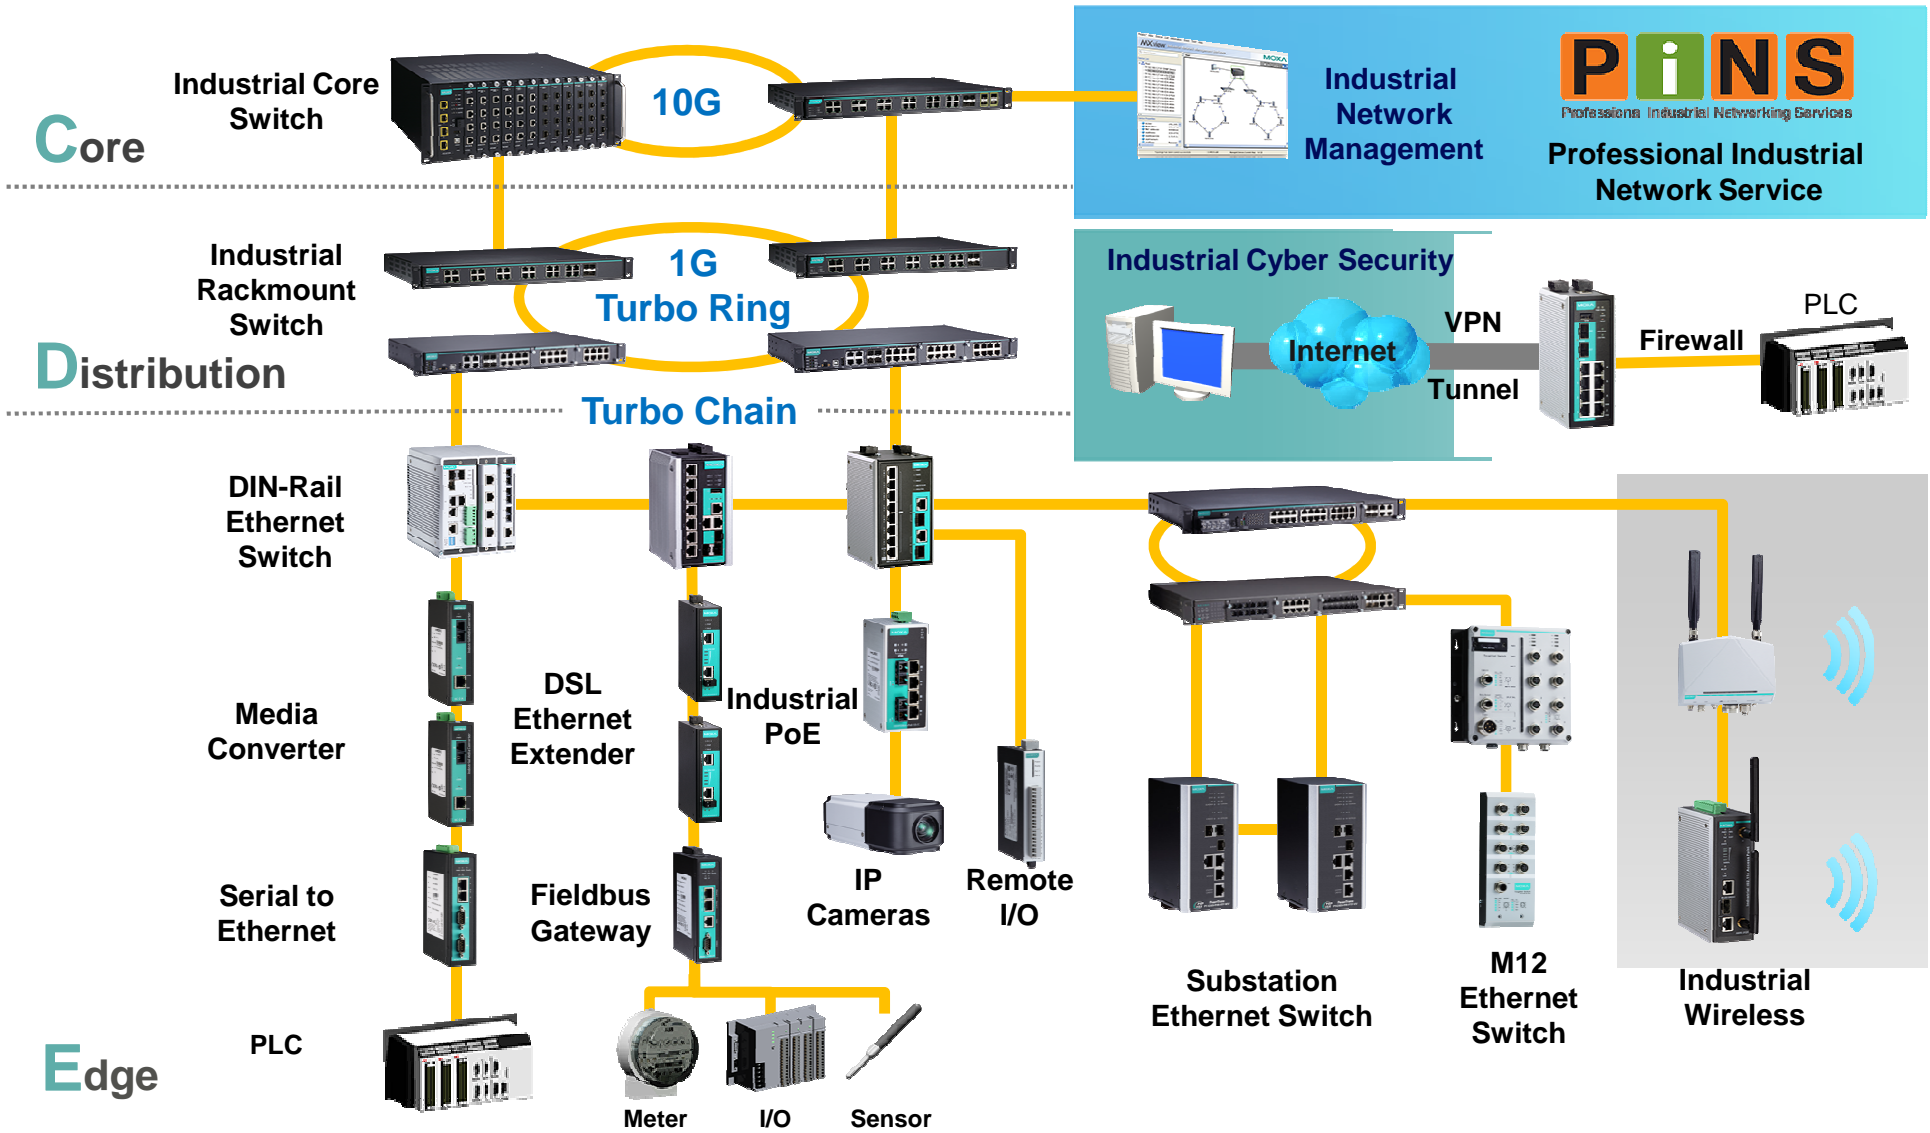 Industrial Core
Switch
10G
Core
MXview
MOXA
Industrial
Network
Management
PiNS
Professional Industrial Networking Services
Professional Industrial
Network Service
Industrial
Rackmount
Switch
1G
Turbo Ring
Distribution
Turbo Chain
Industrial Cyber Security
Internet
VPN
Tunnel
Firewall
PLC
DIN-Rail
Ethernet
Switch
Media
Converter
DSL
Ethernet
Extender
Industrial
PoE
Serial to
Ethernet
Fieldbus
Gateway
IP
Cameras
Remote
I/O
Substation
Ethernet Switch
M12
Ethernet
Switch
Industrial
Wireless
PLC
Edge
Meter
I/O
Sensor